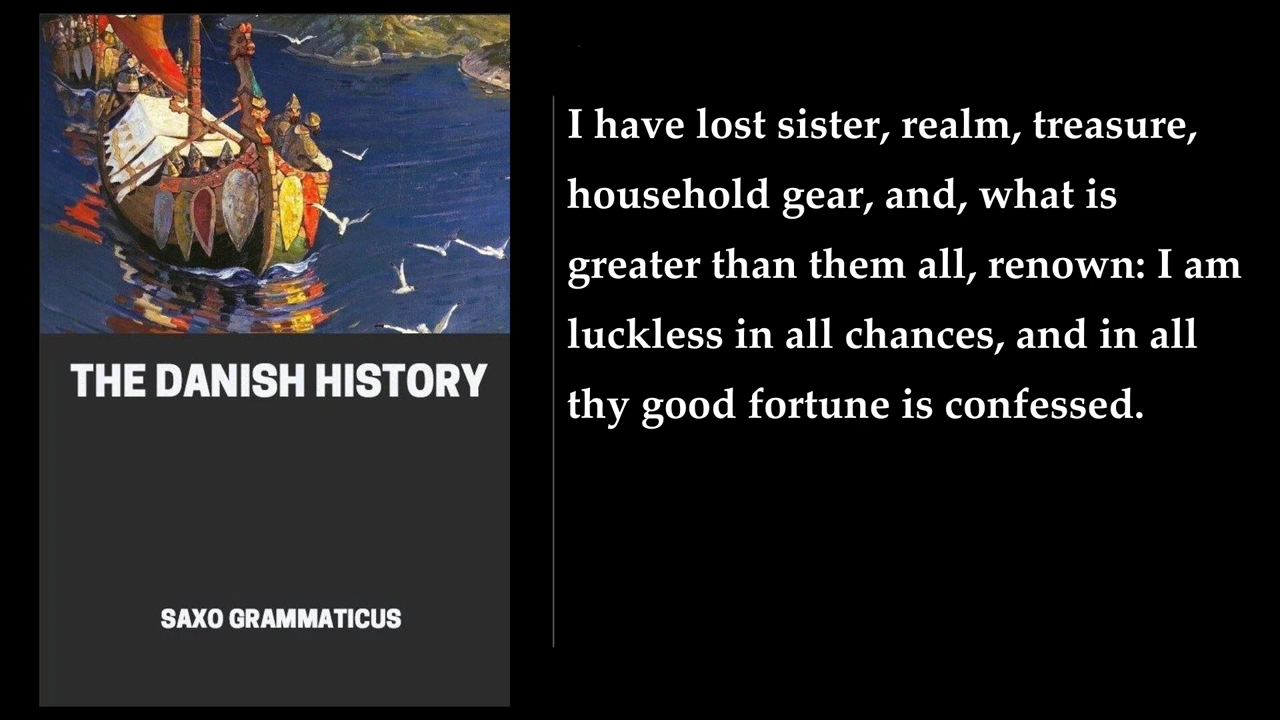 THE DANISH HISTORY
SAXO GRAMMATICUS
I have lost sister, realm, treasure,
household gear, and, what is
greater than them all, renown: I am
luckless in all chances, and in all
thy good fortune is confessed.